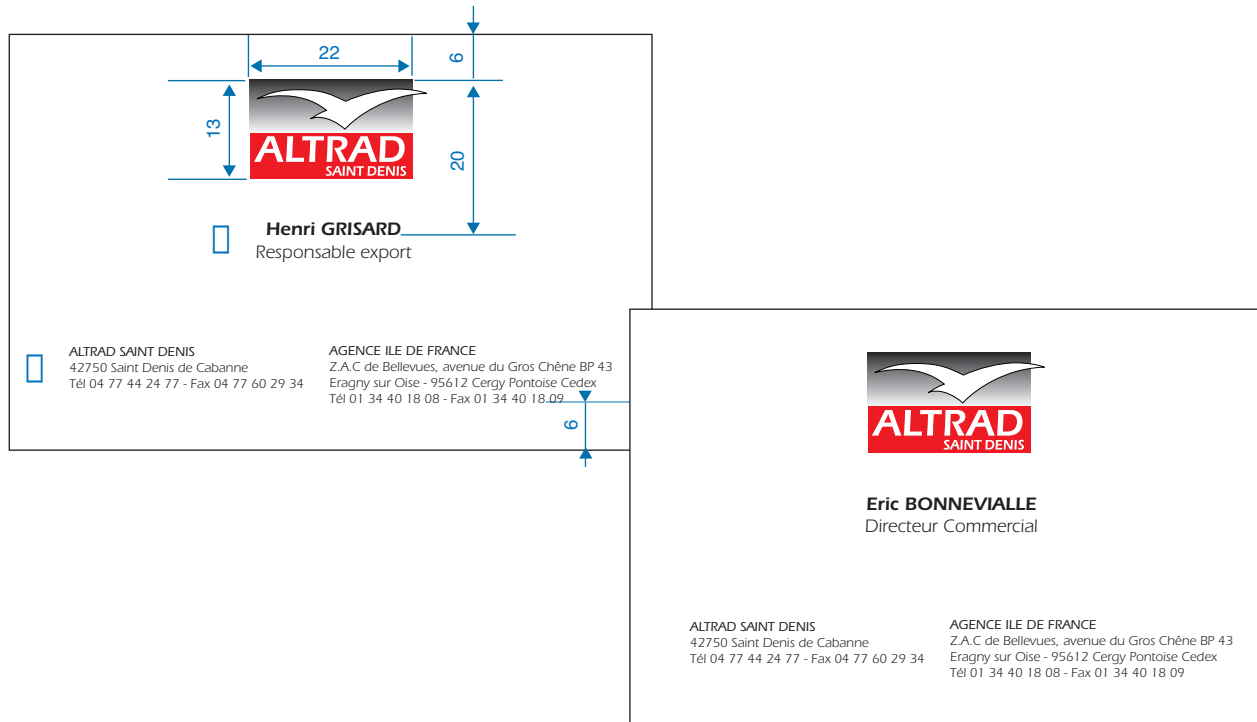 22
6
13
20
ALTRAD
SAINT DENIS
Henri GRISARD
Responsable export
ALTRAD SAINT DENIS
42750 Saint Denis de Cabanne
Tél 04 77 44 24 77 - Fax 04 77 60 29 34
AGENCE ILE DE FRANCE
Z.A.C de Bellevues, avenue du Gros Chêne BP 43
Eragny sur Oise - 95612 Cergy Pontoise Cedex
Tél 01 34 40 18 08 - Fax 01 34 40 18 09
6
ALTRAD
SAINT DENIS
Eric BONNEVIALLE
Directeur Commercial
ALTRAD SAINT DENIS
42750 Saint Denis de Cabanne
Tél 04 77 44 24 77 - Fax 04 77 60 29 34
AGENCE ILE DE FRANCE
Z.A.C de Bellevues, avenue du Gros Chêne BP 43
Eragny sur Oise - 95612 Cergy Pontoise Cedex
Tél 01 34 40 18 08 - Fax 01 34 40 18 09